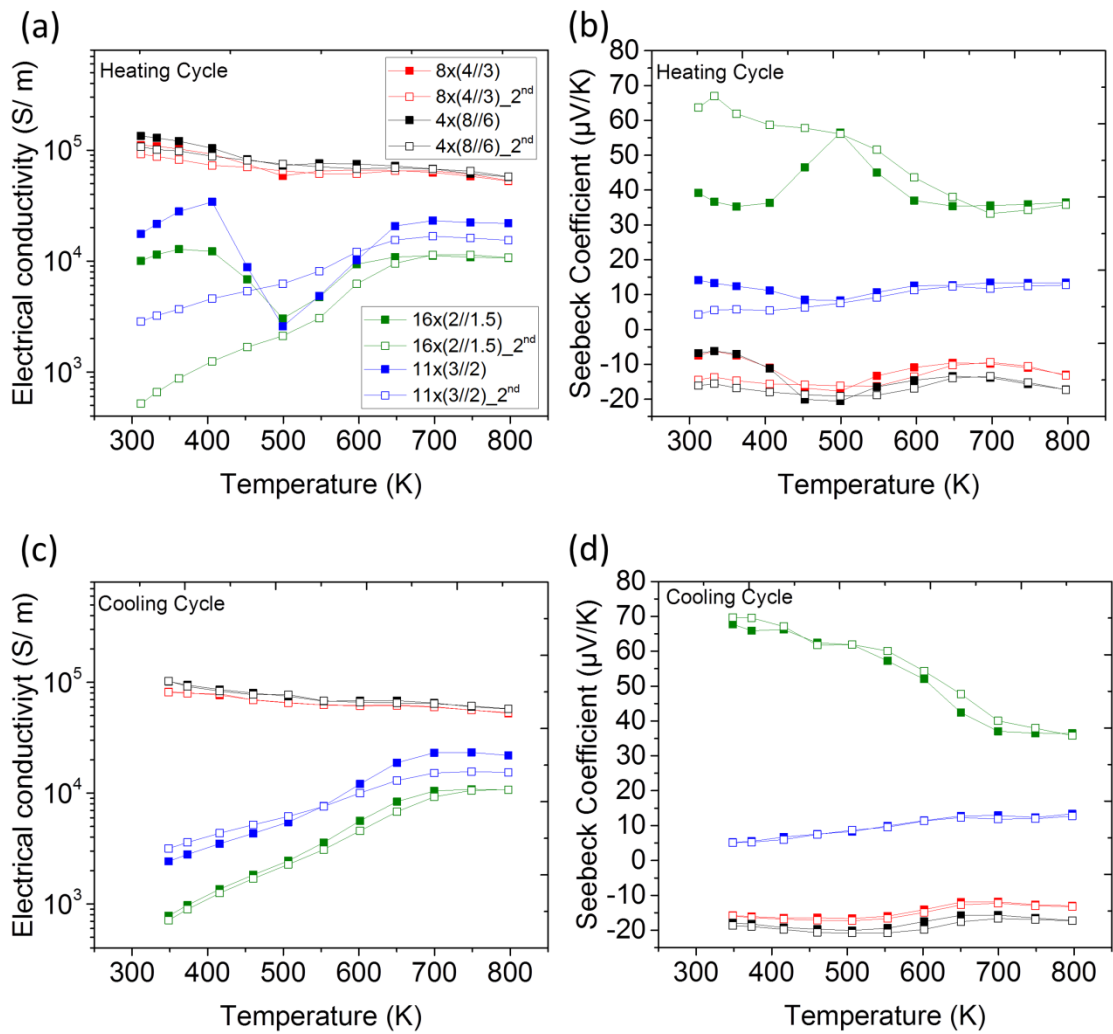 (a)
Electrical conductivity (S/ m)
Heating Cycle
8x(4//3)
8x(4//3)_2nd
4x(8//6)
4x(8//6)_2nd
16x(2//1.5)
16x(2//1.5)_2nd
11x(3//2)
11x(3//2)_2nd
10^5
10^4
10^3
300 400 500 600 700 800
Temperature (K)
(b)
Seebeck Coefficient (µV/K)
Heating Cycle
80
70
60
50
40
30
20
10
0
-10
-20
300 400 500 600 700 800
Temperature (K)
(c)
Electrical conductiviyt (S/ m)
Cooling Cycle
10^5
10^4
10^3
300 400 500 600 700 800
Temperature (K)
(d)
Seebeck Coefficient (µV/K)
Cooling Cycle
80
70
60
50
40
30
20
10
0
-10
-20
300 400 500 600 700 800
Temperature (K)